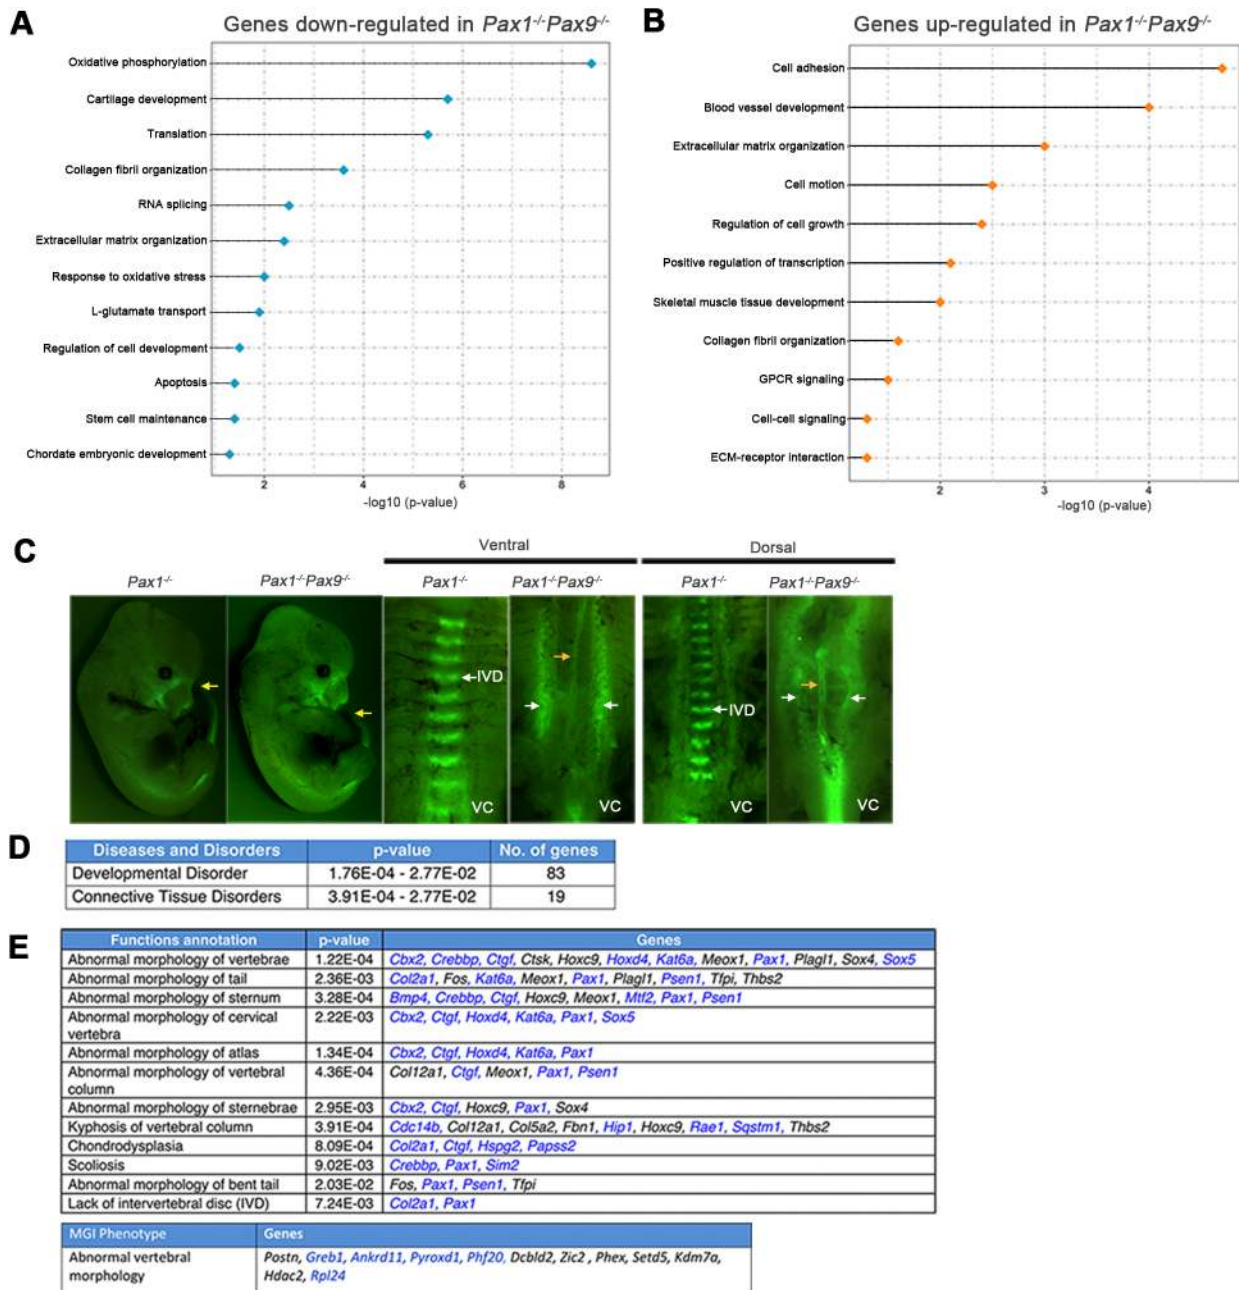 A
Genes down-regulated in Pax1-/-Pax9-/-
Oxidative phosphorylation
Cartilage development
Translation
Collagen fibril organization
RNA splicing
Extracellular matrix organization
Response to oxidative stress
L-glutamate transport
Regulation of cell development
Apoptosis
Stem cell maintenance
Chordate embryonic development
2 4 6 8
-log10 (p-value)
B
Genes up-regulated in Pax1-/-Pax9-/-
Cell adhesion
Blood vessel development
Extracellular matrix organization
Cell motion
Regulation of cell growth
Positive regulation of transcription
Skeletal muscle tissue development
Collagen fibril organization
GPCR signaling
Cell-cell signaling
ECM-receptor interaction
2 3 4
-log10 (p-value)
C
Ventral Dorsal
Pax1-/- Pax1-/-Pax9-/- Pax1-/- Pax1-/-Pax9-/- Pax1-/- Pax1-/-Pax9-/-
IVD IVD
VC VC VC VC
D
Diseases and Disorders p-value No. of genes
Developmental Disorder 1.76E-04 - 2.77E-02 83
Connective Tissue Disorders 3.91E-04 - 2.77E-02 19
E
Functions annotation p-value Genes
Abnormal morphology of vertebrae 1.22E-04 Cbx2, Crebbp, Ctgf, Ctsk, Hoxc9, Hoxd4, Kat6a, Meox1, Pax1, Plagl1, Sox4, Sox5
Abnormal morphology of tail 2.36E-03 Col2a1, Fos, Kat6a, Meox1, Pax1, Plagl1, Psen1, Tfpi, Thbs2
Abnormal morphology of sternum 3.28E-04 Bmp4, Crebbp, Ctgf, Hoxc9, Meox1, Mtf2, Pax1, Psen1
Abnormal morphology of cervical 2.22E-03 Cbx2, Ctgf, Hoxd4, Kat6a, Pax1, Sox5
vertebra
Abnormal morphology of atlas 1.34E-04 Cbx2, Ctgf, Hoxd4, Kat6a, Pax1
Abnormal morphology of vertebral 4.36E-04 Col12a1, Ctgf, Meox1, Pax1, Psen1
column
Abnormal morphology of sternebrae 2.95E-03 Cbx2, Ctgf, Hoxc9, Pax1, Sox4
Kyphosis of vertebral column 3.91E-04 Cdc14b, Col12a1, Col5a2, Fbn1, Hip1, Hoxc9, Rae1, Sqstm1, Thbs2
Chondrodysplasia 8.09E-04 Col2a1, Ctgf, Hspg2, Papss2
Scoliosis 9.02E-03 Crebbp, Pax1, Sim2
Abnormal morphology of bent tail 2.03E-02 Fos, Pax1, Psen1, Tfpi
Lack of intervertebral disc (IVD) 7.24E-03 Col2a1, Pax1
MGI Phenotype Genes
Abnormal vertebral Postn, Greb1, Ankrd11, Pyroxd1, Phf20, Dcbld2, Zic2 , Phex, Setd5, Kdm7a,
morphology Hdac2, Rpl24